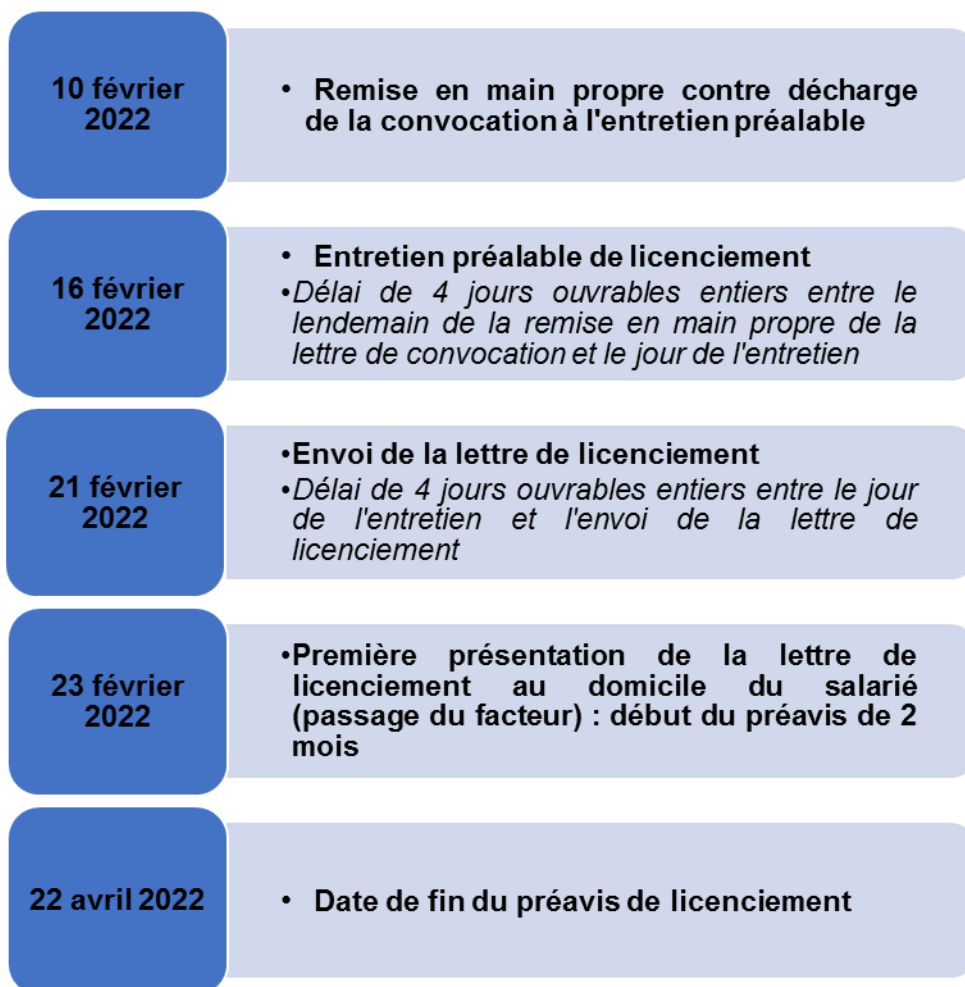 10 février
2022
• Remise en main propre contre décharge
de la convocation à l'entretien préalable
16 février
2022
• Entretien préalable de licenciement
•Délai de 4 jours ouvrables entiers entre le
lendemain de la remise en main propre de la
lettre de convocation et le jour de l'entretien
21 février
2022
•Envoi de la lettre de licenciement
•Délai de 4 jours ouvrables entiers entre le jour
de l'entretien et l'envoi de la lettre de
licenciement
23 février
2022
•Première présentation de la lettre de
licenciement au domicile du salarié
(passage du facteur) : début du préavis de 2
mois
22 avril 2022
• Date de fin du préavis de licenciement